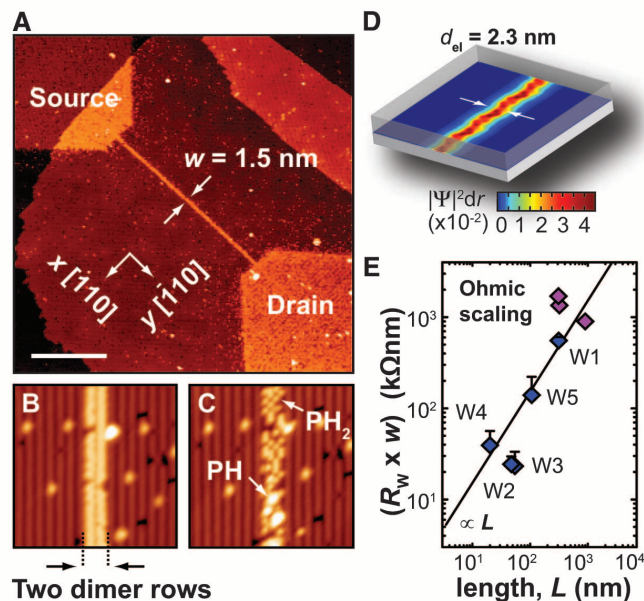 A
Source
w = 1.5 nm
x [110]
y [1̄10]
Drain
B
C
PH₂
PH
Two dimer rows
D
d_el = 2.3 nm
|Ψ|²dr
(x10⁻²)
0 1 2 3 4
E
Ohmic
scaling
W1
W5
W4
W3
W2
∝ L
(R_W x w) (kΩnm)
10³
10²
10¹
10¹ 10² 10³ 10⁴
length, L (nm)